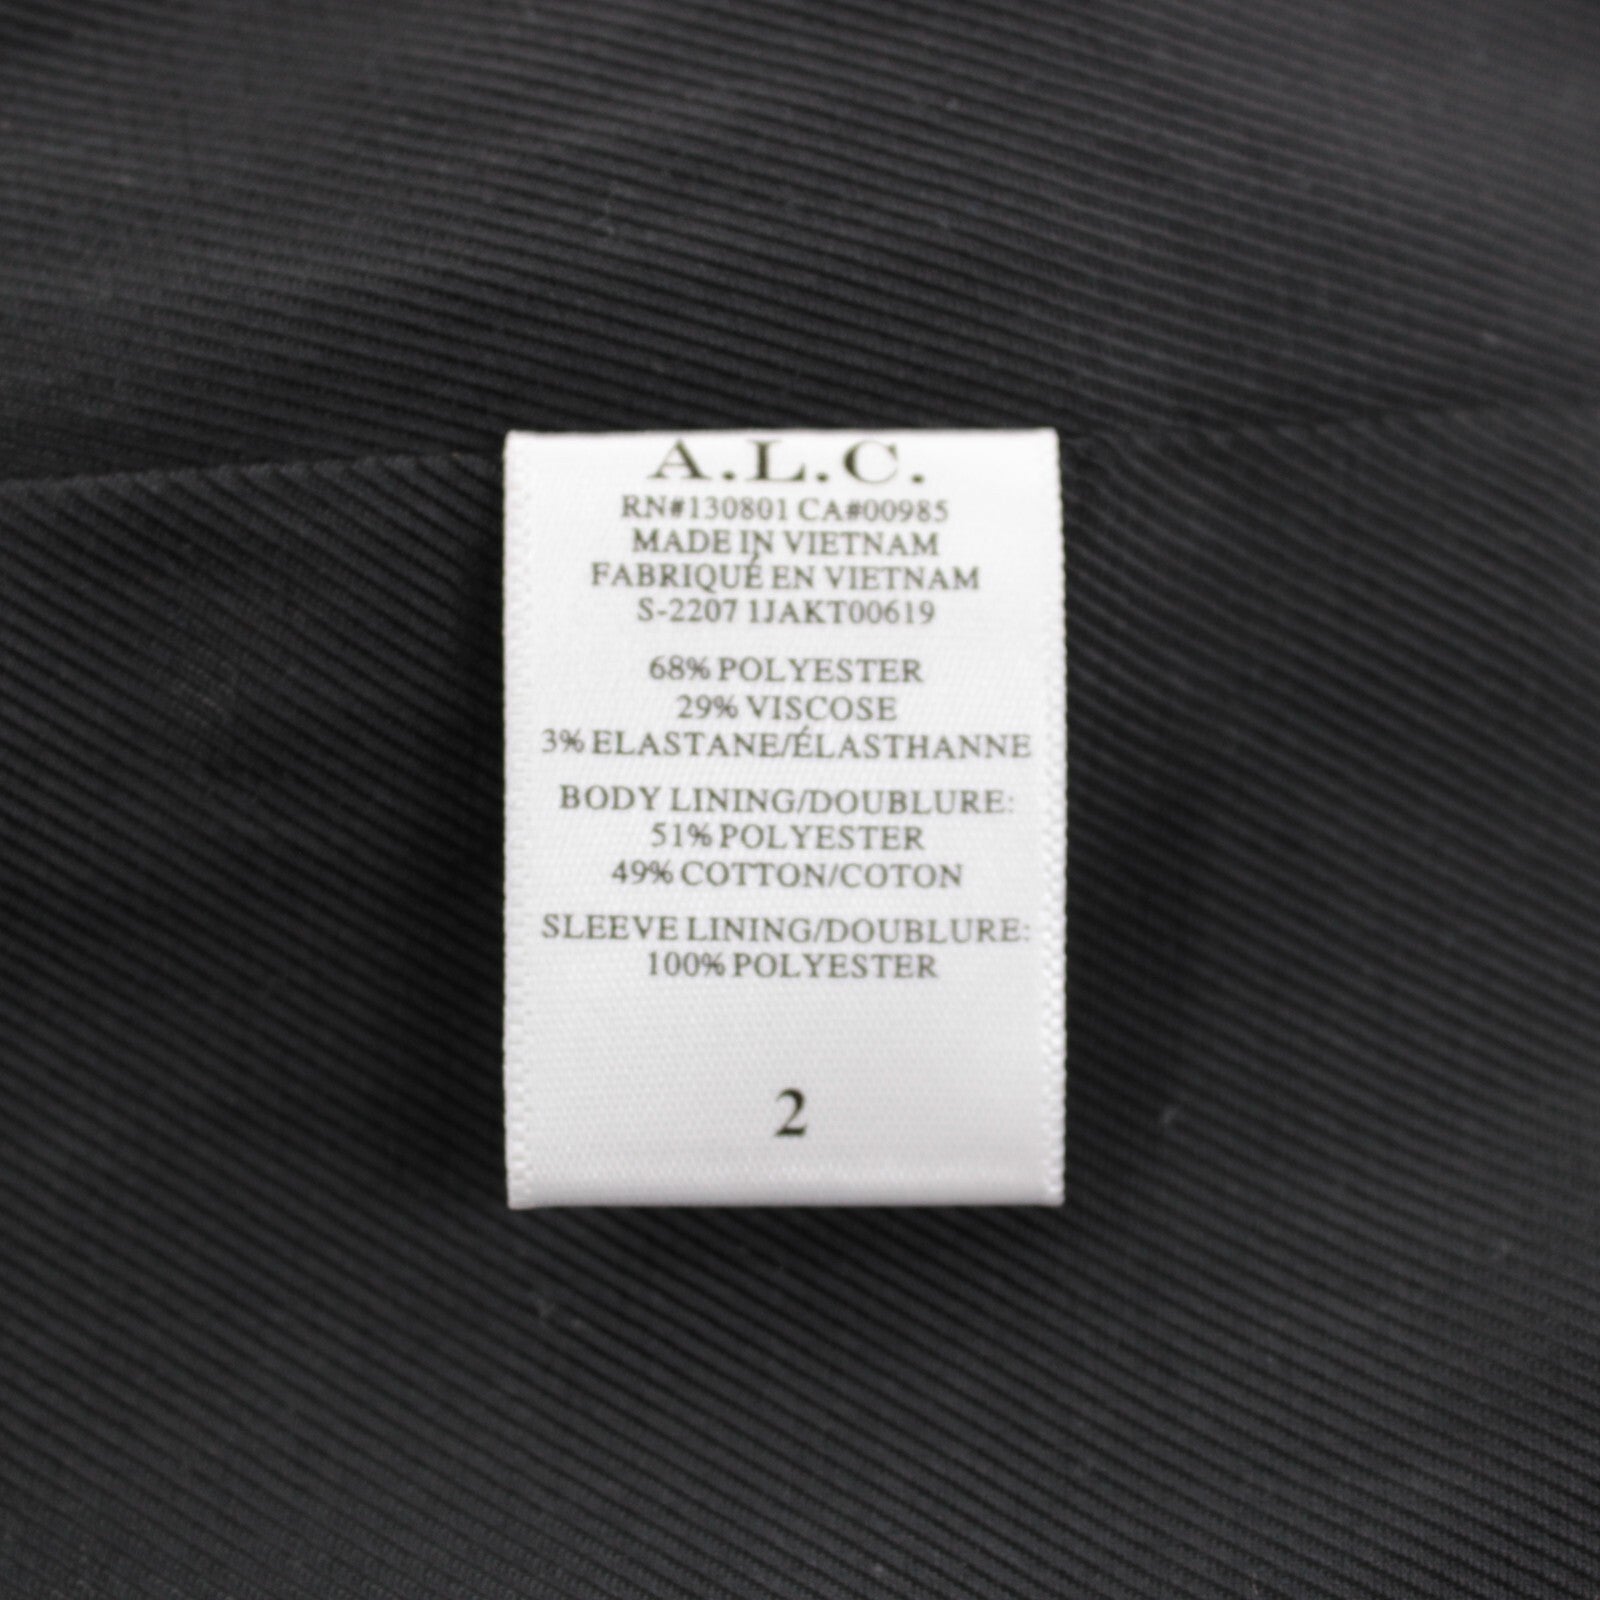 A.L.C.
RN#130801 CA#00985
MADE IN VIETNAM
FABRIQUÉ EN VIETNAM
S-2207 1JAKT00619
68% POLYESTER
29% VISCOSE
3% ELASTANE/ÉLASTHANNE
BODY LINING/DOUBLURE:
51% POLYESTER
49% COTTON/COTON
SLEEVE LINING/DOUBLURE:
100% POLYESTER
2